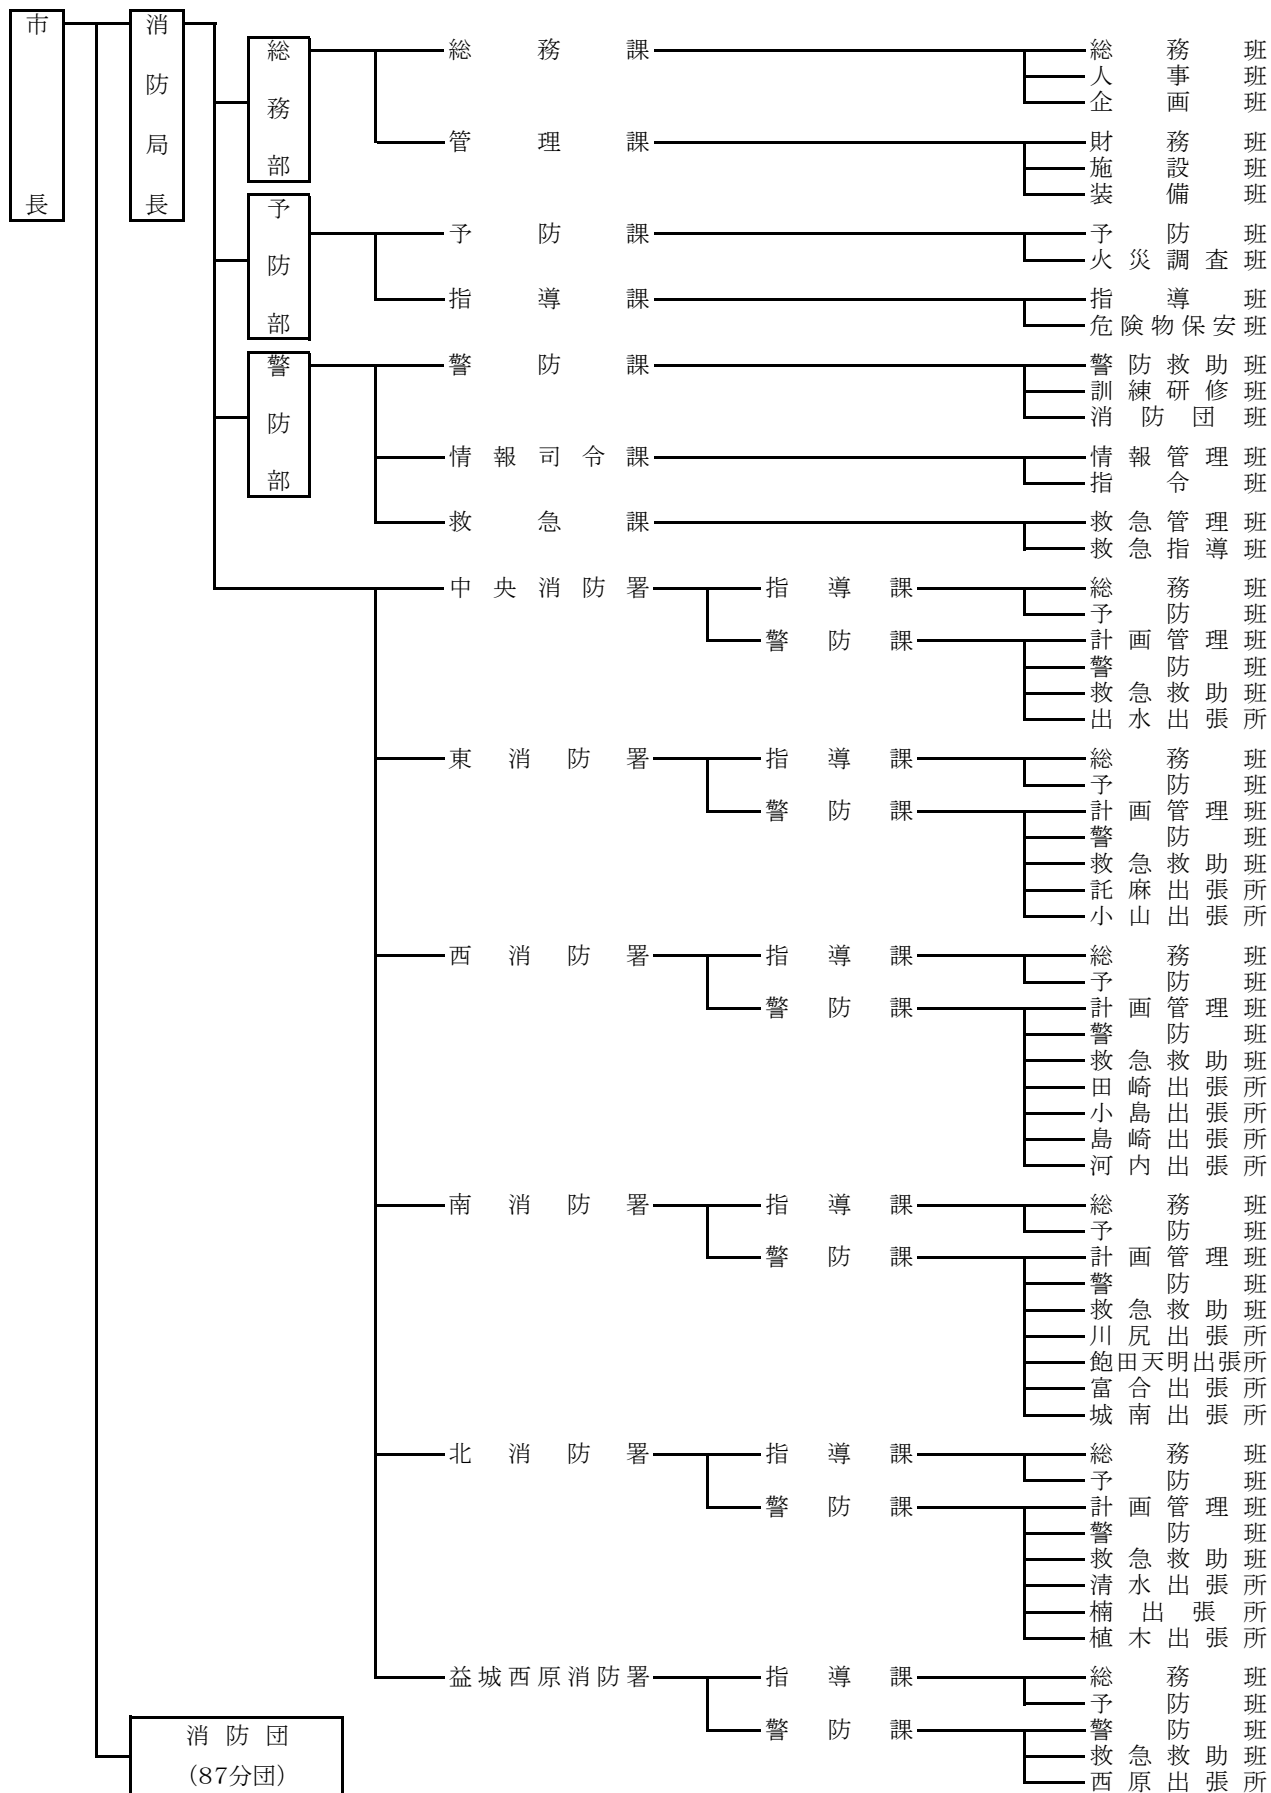 市長
消防局長
総務部
総務課
総務班
人事班
企画班
管理課
財務班
施設班
装備班
予防部
予防課
予防班
火災調査班
指導課
指導班
危険物保安班
警防部
警防課
警防救助班
訓練研修班
消防団班
情報司令課
情報管理班
指令班
救急課
救急管理班
救急指導班
中央消防署
指導課
総務班
予防班
警防課
計画管理班
警防班
救急救助班
出水出張所
東消防署
指導課
総務班
予防班
警防課
計画管理班
警防班
救急救助班
託麻出張所
小山出張所
西消防署
指導課
総務班
予防班
警防課
計画管理班
警防班
救急救助班
田崎出張所
小島出張所
島崎出張所
河内出張所
南消防署
指導課
総務班
予防班
警防課
計画管理班
警防班
救急救助班
川尻出張所
飽田天明出張所
富合出張所
城南出張所
北消防署
指導課
総務班
予防班
警防課
計画管理班
警防班
救急救助班
清水出張所
楠出張所
植木出張所
益城西原消防署
指導課
総務班
予防班
警防課
警防班
救急救助班
西原出張所
消防団
(87分団)